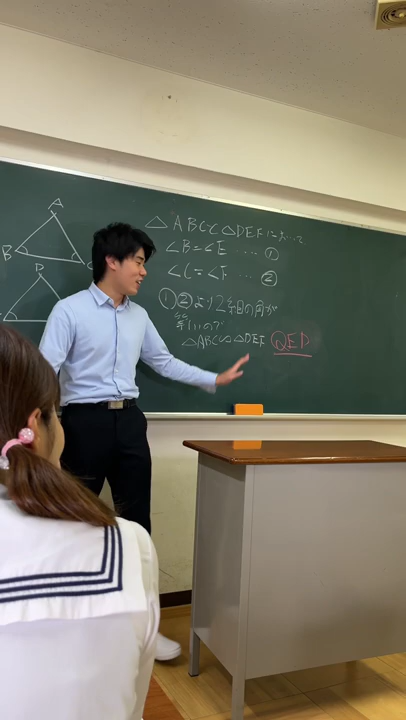 A
B
D
△ABCと△DEFにおいて
∠B=∠E ‥‥ ①
∠C=∠F ‥‥ ②
①②より2組の角が
等しいので
△ABC∽△DEF QED